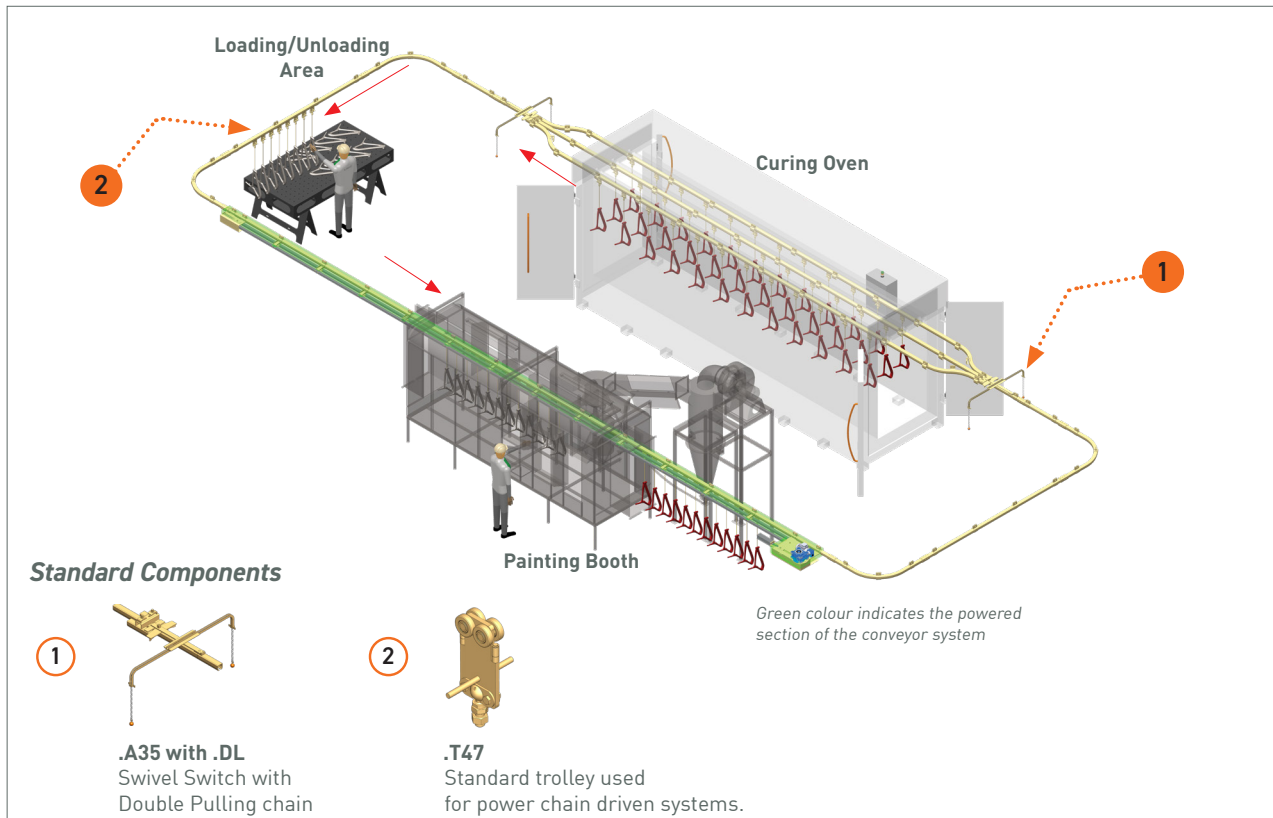 Loading/Unloading
Area
2
Curing Oven
1
Painting Booth
Green colour indicates the powered
section of the conveyor system
Standard Components
1
.A35 with .DL
Swivel Switch with
Double Pulling chain
2
.T47
Standard trolley used
for power chain driven systems.